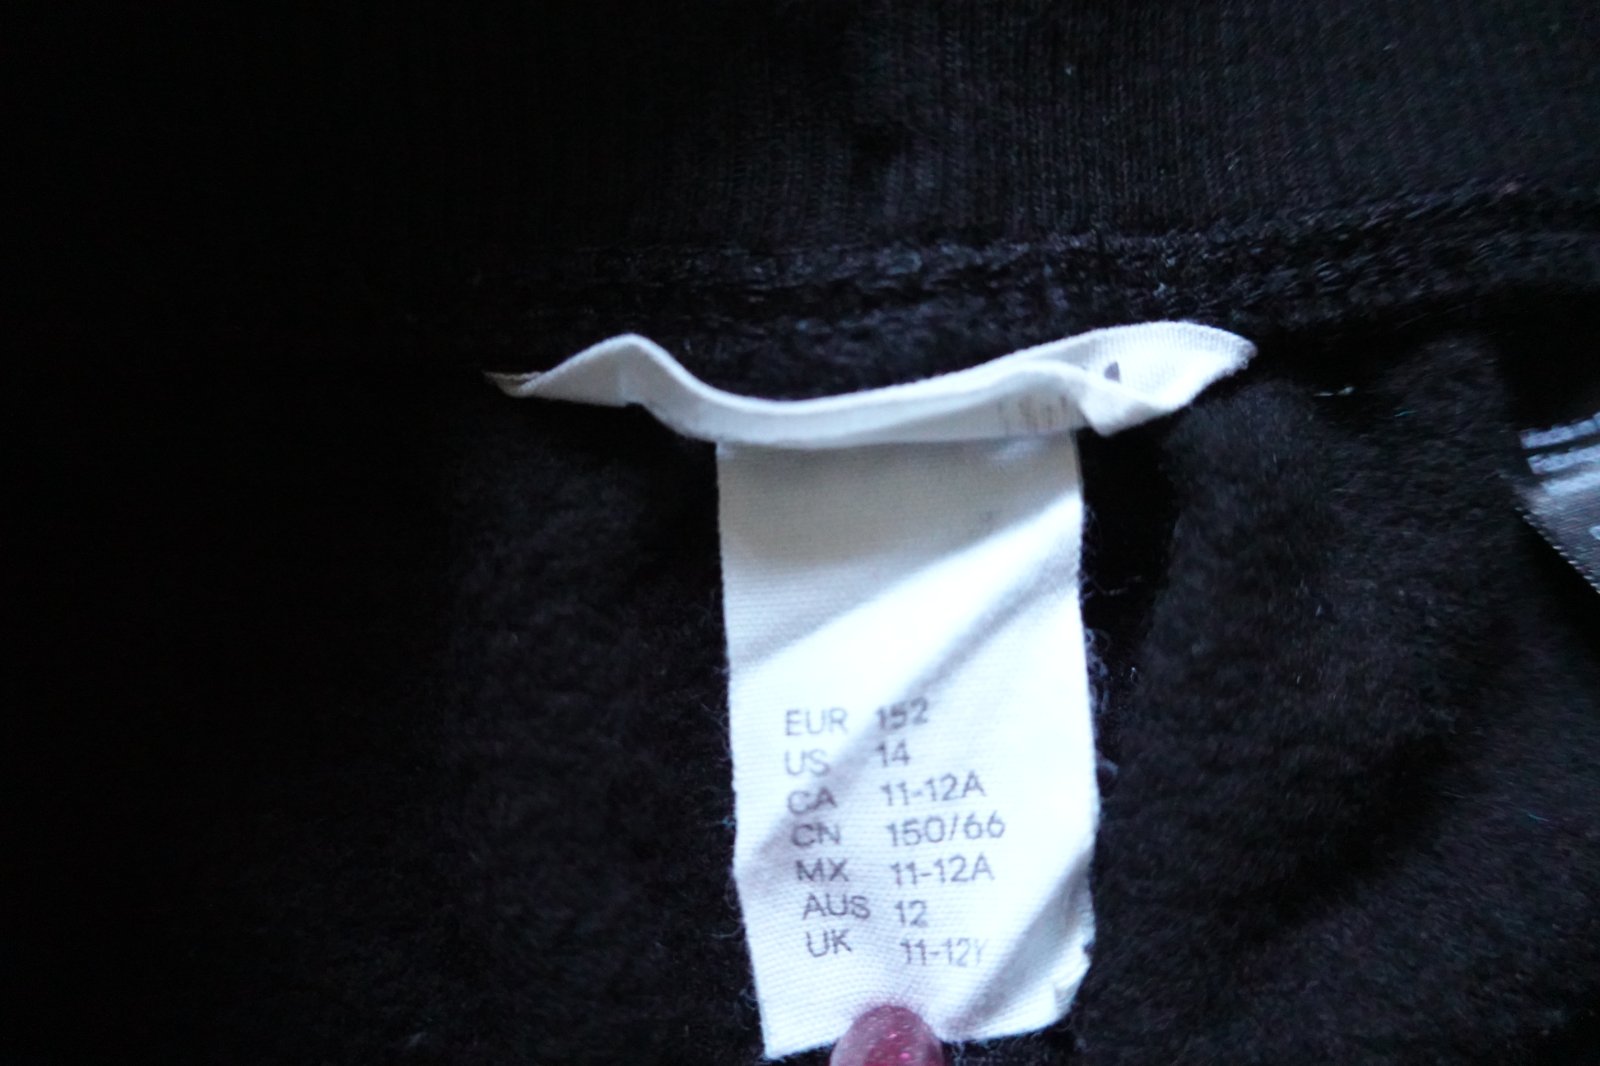 EUR 152
US 14
CA 11-12A
CN 150/66
MX 11-12A
AUS 12
UK 11-12Y